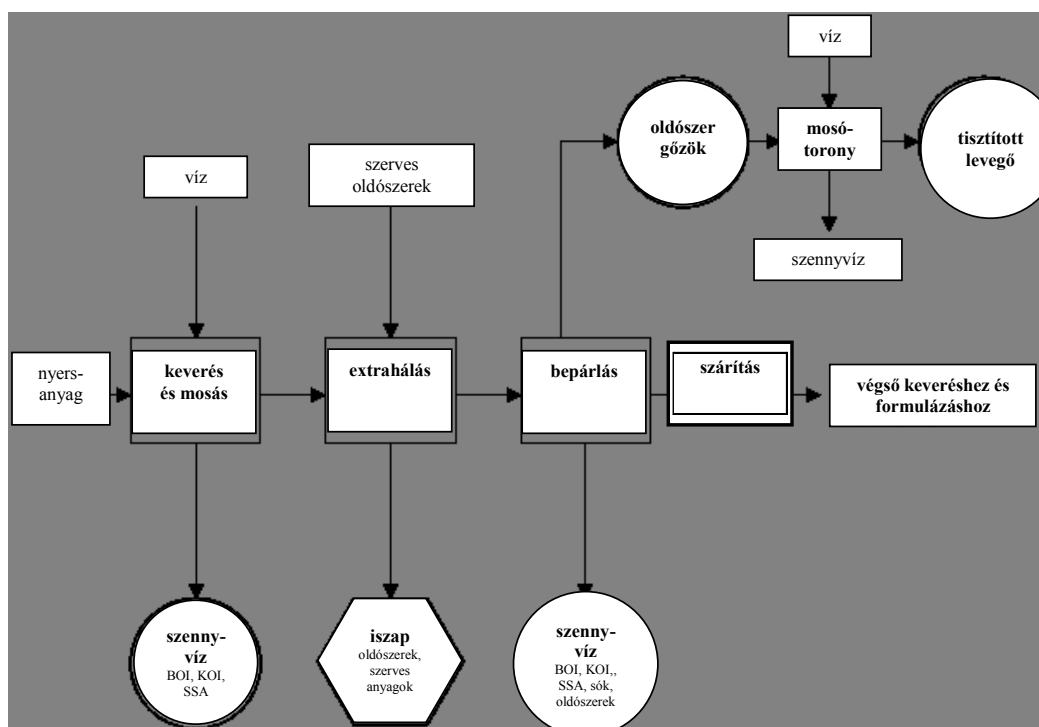 víz
oldószer
gőzök
mosó-
torony
tisztított
levegő
szennyvíz
víz
szerves
oldószerek
nyers-
anyag
keverés
és mosás
extrahálás
bepárlás
szárítás
végső keveréshez és
formulázáshoz
szenny-
víz
BOI, KOI,
SSA
iszap
oldószerek,
szerves
anyagok
szenny-
víz
BOI, KOI,,
SSA, sók,
oldószerek